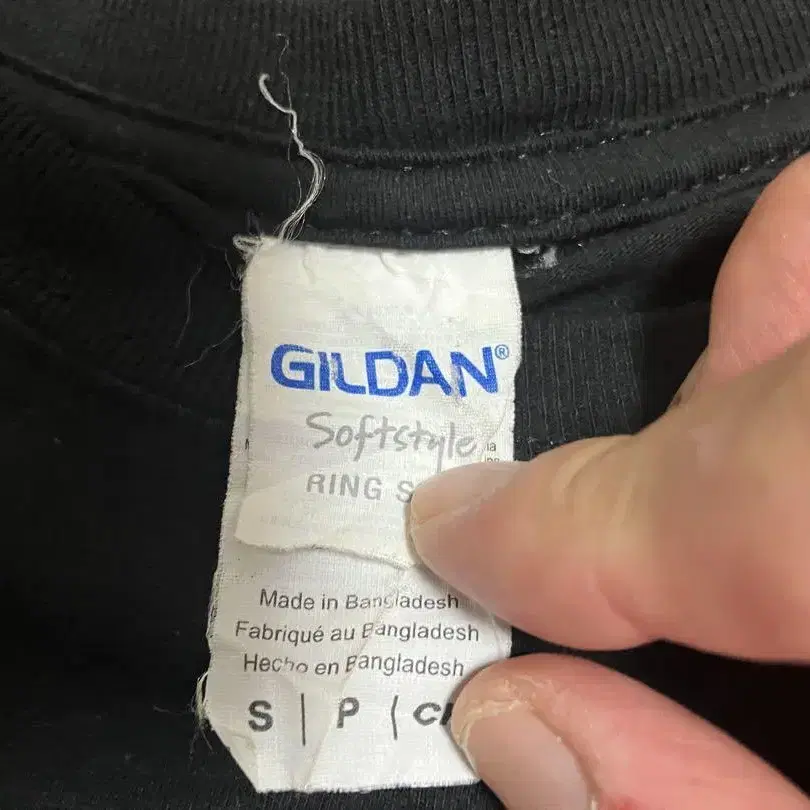 GILDAN®
Softstyle
RING
Made in Bangladesh
Fabriqué au Bangladesh
Hecho en Bangladesh
S | P |